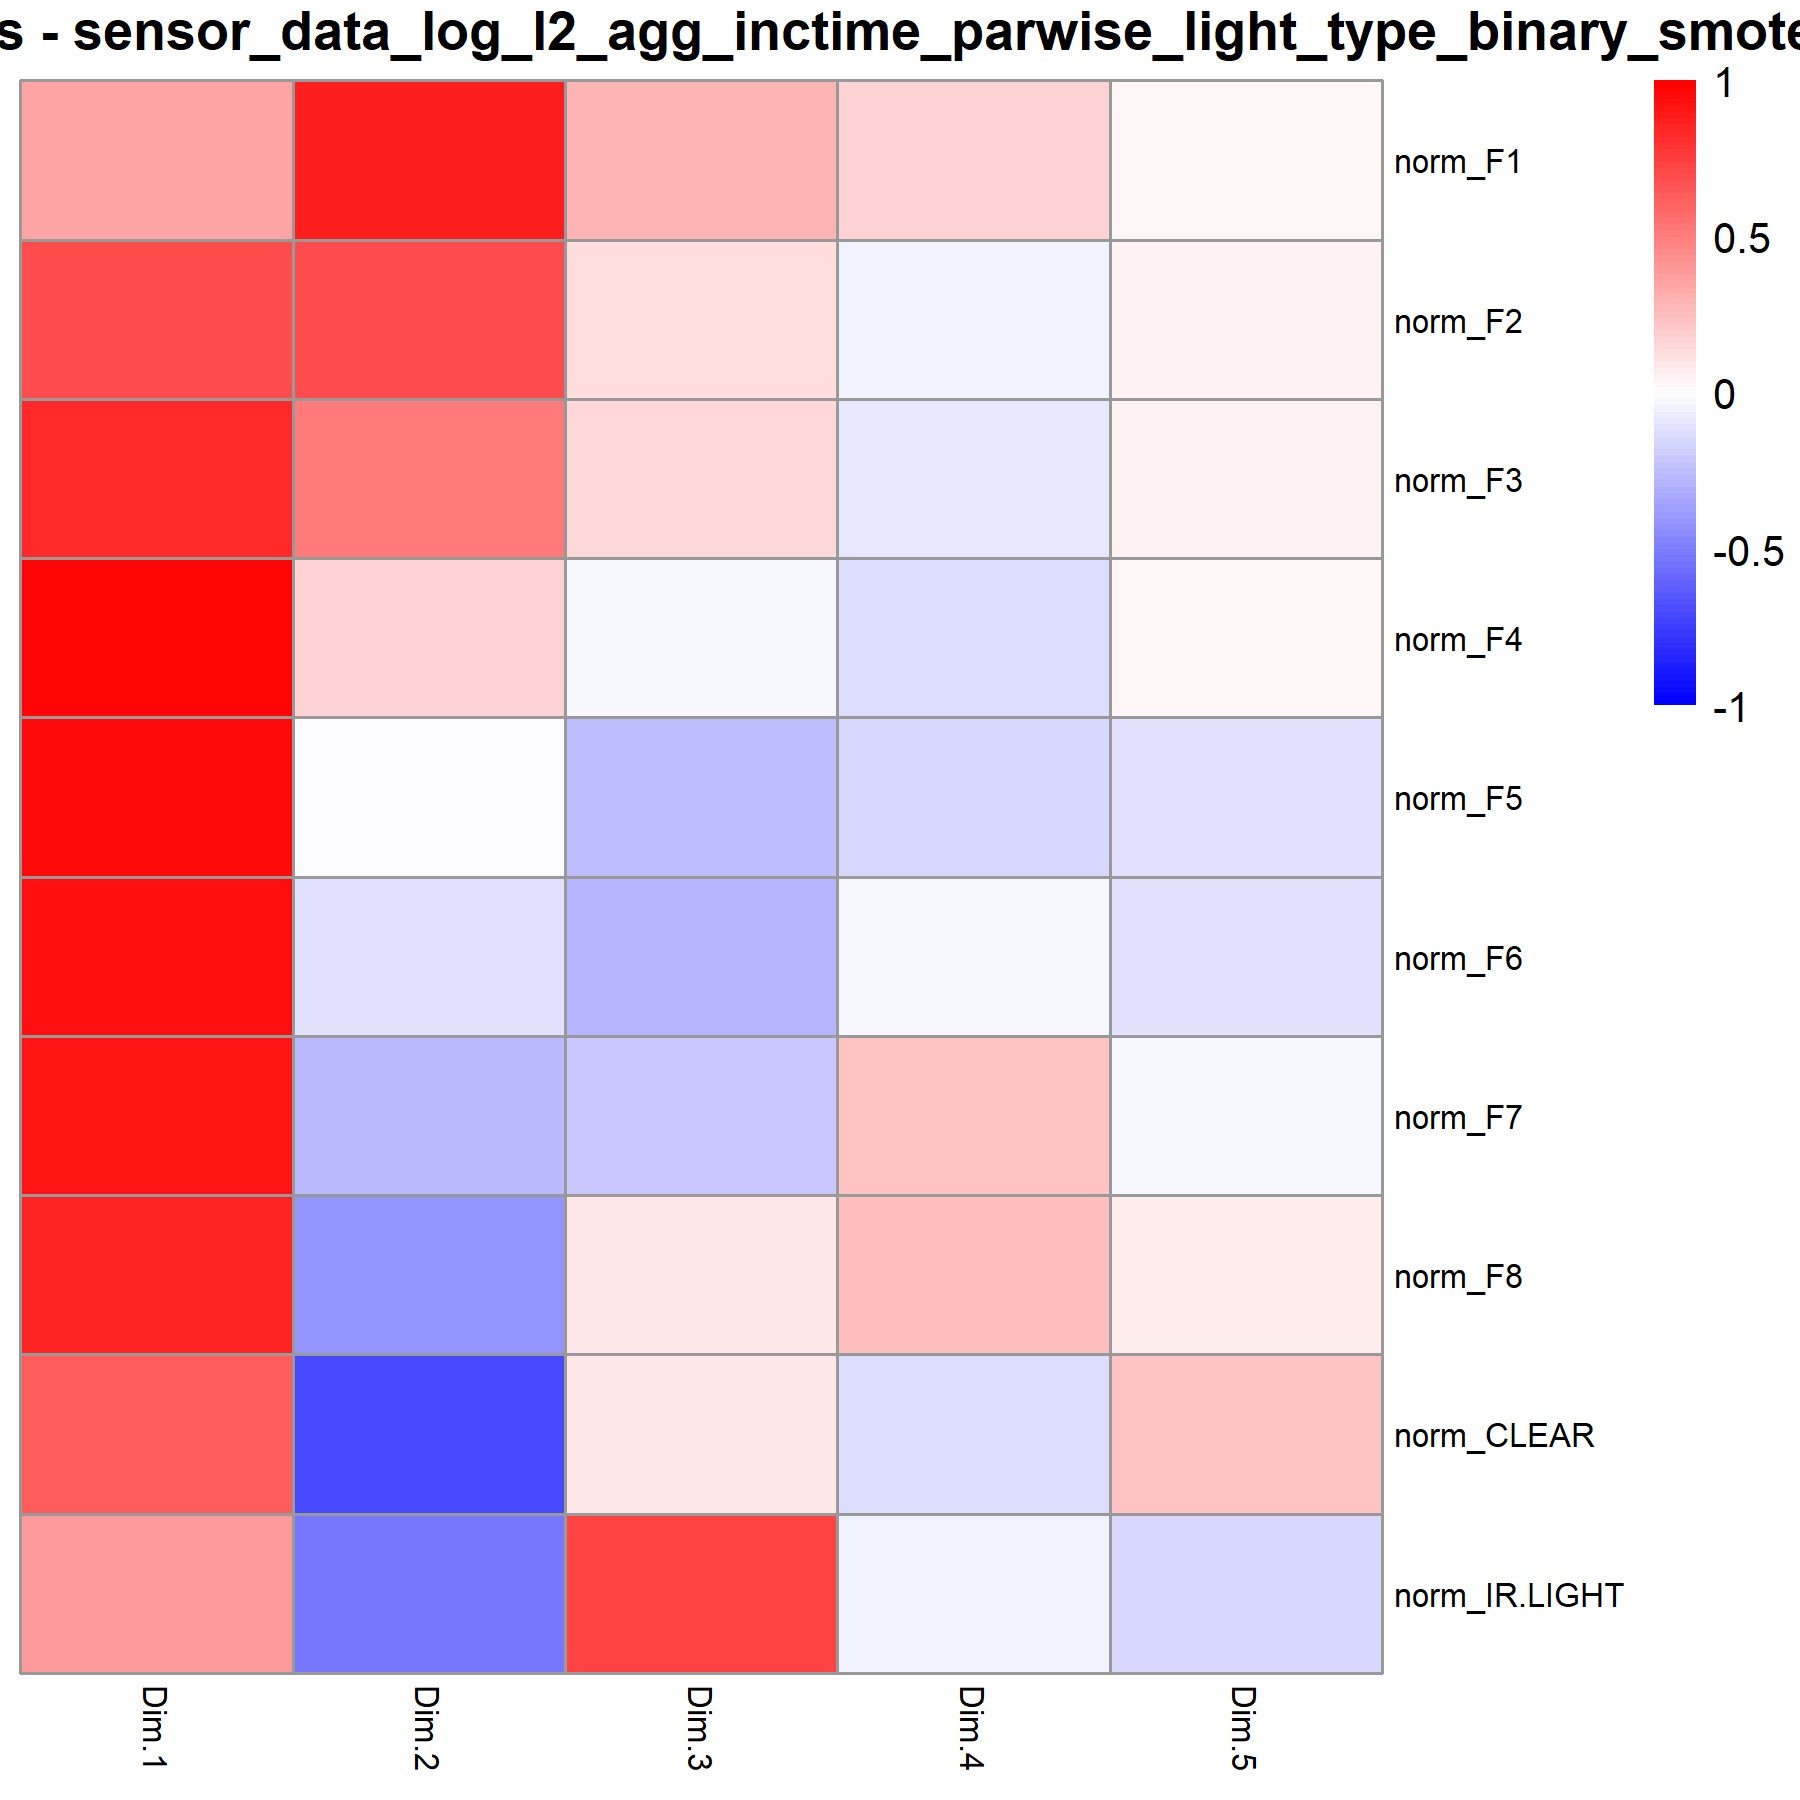 s - sensor_data_log_l2_agg_inctime_parwise_light_type_binary_smote
1
0.5
0
-0.5
-1
norm_F1
norm_F2
norm_F3
norm_F4
norm_F5
norm_F6
norm_F7
norm_F8
norm_CLEAR
norm_IR.LIGHT
Dim.1
Dim.2
Dim.3
Dim.4
Dim.5